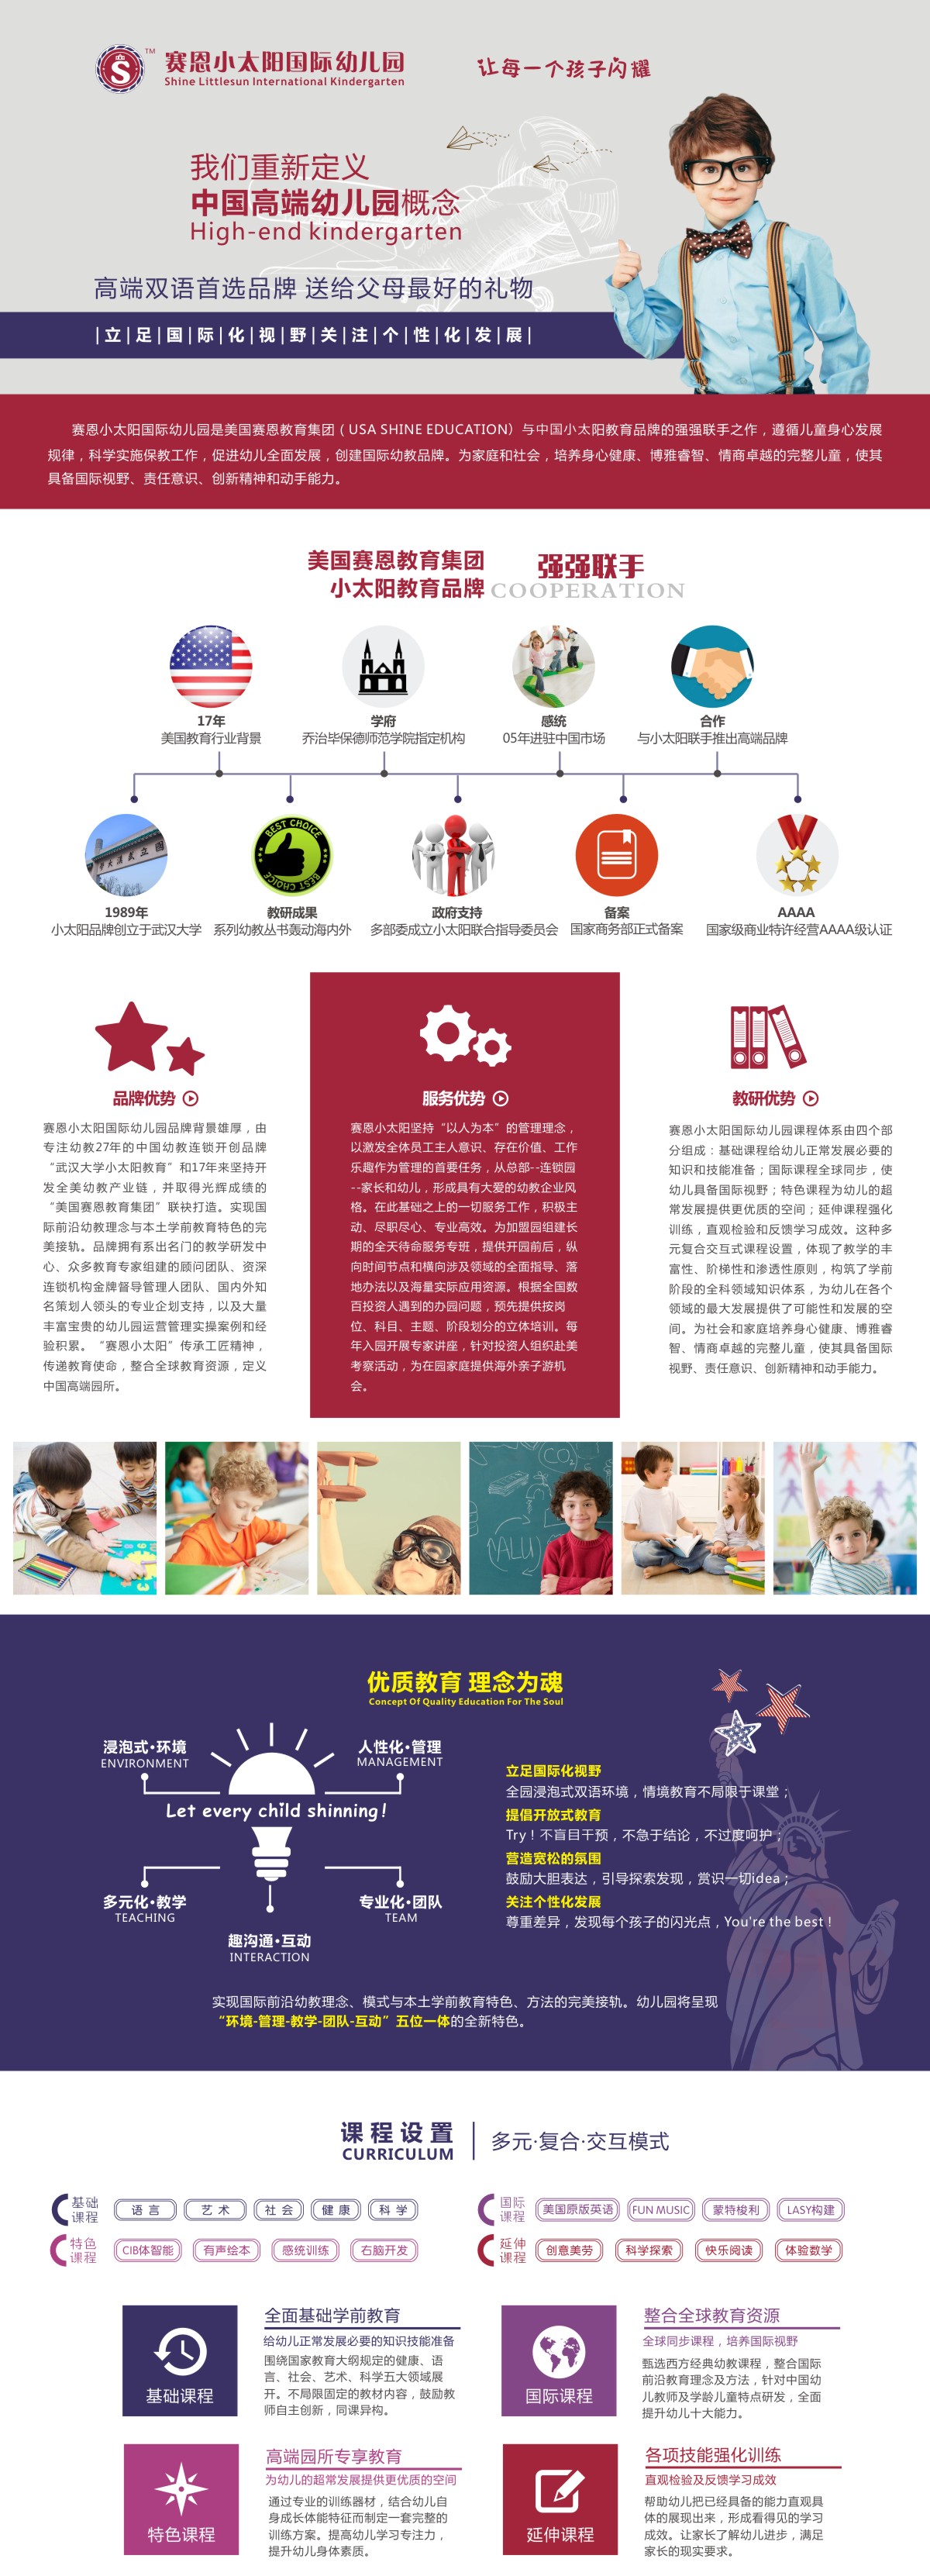 TM
赛恩小太阳国际幼儿园
Shine Littlesun International Kindergarten
让每一个孩子闪耀
我们重新定义
中国高端幼儿园概念
High-end kindergarten
高端双语首选品牌 送给父母最好的礼物
|立|足|国|际|化|视|野|关|注|个|性|化|发|展|
赛恩小太阳国际幼儿园是美国赛恩教育集团（USA SHINE EDUCATION）与中国小太阳教育品牌的强强联手之作，遵循儿童身心发展
规律，科学实施保教工作，促进幼儿全面发展，创建国际幼教品牌。为家庭和社会，培养身心健康、博雅睿智、情商卓越的完整儿童，使其
具备国际视野、责任意识、创新精神和动手能力。
美国赛恩教育集团
小太阳教育品牌
强强联手
COOPERATION
17年
美国教育行业背景
学府
乔治毕保德师范学院指定机构
感统
05年进驻中国市场
合作
与小太阳联手推出高端品牌
BEST CHOICE
BEST CHOICE
1989年
小太阳品牌创立于武汉大学
教研成果
系列幼教丛书轰动海内外
政府支持
多部委成立小太阳联合指导委员会
备案
国家商务部正式备案
AAAA
国家级商业特许经营AAAA级认证
品牌优势
赛恩小太阳国际幼儿园品牌背景雄厚，由
专注幼教27年的中国幼教连锁开创品牌
“武汉大学小太阳教育”和17年来坚持开
发全美幼教产业链，并取得光辉成绩的
“美国赛恩教育集团”联袂打造。实现国
际前沿幼教理念与本土学前教育特色的完
美接轨。品牌拥有系出名门的教学研发中
心、众多教育专家组建的顾问团队、资深
连锁机构金牌督导管理人团队、国内外知
名策划人领头的专业企划支持，以及大量
丰富宝贵的幼儿园运营管理实操案例和经
验积累。“赛恩小太阳”传承工匠精神，
传递教育使命，整合全球教育资源，定义
中国高端园所。
服务优势
赛恩小太阳坚持“以人为本”的管理理念，
以激发全体员工主人意识、存在价值、工作
乐趣作为管理的首要任务，从总部--连锁园
--家长和幼儿，形成具有大爱的幼教企业风
格。在此基础之上的一切服务工作，积极主
动、尽职尽心、专业高效。为加盟园组建长
期的全天待命服务专班，提供开园前后，纵
向时间节点和横向涉及领域的全面指导、落
地办法以及海量实际应用资源。根据全国数
百投资人遇到的办园问题，预先提供按岗
位、科目、主题、阶段划分的立体培训。每
年入园开展专家讲座，针对投资人组织赴美
考察活动，为在园家庭提供海外亲子游机
会。
教研优势
赛恩小太阳国际幼儿园课程体系由四个部
分组成：基础课程给幼儿正常发展必要的
知识和技能准备；国际课程全球同步，使
幼儿具备国际视野；特色课程为幼儿的超
常发展提供更优质的空间；延伸课程强化
训练，直观检验和反馈学习成效。这种多
元复合交互式课程设置，体现了教学的丰
富性、阶梯性和渗透性原则，构筑了学前
阶段的全科领域知识体系，为幼儿在各个
领域的最大发展提供了可能性和发展的空
间。为社会和家庭培养身心健康、博雅睿
智、情商卓越的完整儿童，使其具备国际
视野、责任意识、创新精神和动手能力。
优质教育 理念为魂
Concept Of Quality Education For The Soul
浸泡式·环境
ENVIRONMENT
人性化·管理
MANAGEMENT
Let every child shinning!
多元化·教学
TEACHING
专业化·团队
TEAM
趣沟通·互动
INTERACTION
立足国际化视野
全园浸泡式双语环境，情境教育不局限于课堂；
提倡开放式教育
Try！不盲目干预，不急于结论，不过度呵护；
营造宽松的氛围
鼓励大胆表达，引导探索发现，赏识一切idea；
关注个性化发展
尊重差异，发现每个孩子的闪光点，You're the best！
实现国际前沿幼教理念、模式与本土学前教育特色、方法的完美接轨。幼儿园将呈现
“环境-管理-教学-团队-互动”五位一体的全新特色。
课程设置
CURRICULUM
多元·复合·交互模式
基础课程 语言 艺术 社会 健康 科学
国际课程 美国原版英语 FUN MUSIC 蒙特梭利 LASY构建
特色课程 CIB体智能 有声绘本 感统训练 右脑开发
延伸课程 创意美劳 科学探索 快乐阅读 体验数学
基础课程
全面基础学前教育
给幼儿正常发展必要的知识技能准备
围绕国家教育大纲规定的健康、语
言、社会、艺术、科学五大领域展
开。不局限固定的教材内容，鼓励教
师自主创新，同课异构。
国际课程
整合全球教育资源
全球同步课程，培养国际视野
甄选西方经典幼教课程，整合国际
前沿教育理念及方法，针对中国幼
儿教师及学龄儿童特点研发，全面
提升幼儿十大能力。
特色课程
高端园所专享教育
为幼儿的超常发展提供更优质的空间
通过专业的训练器材，结合幼儿自
身成长体能特征而制定一套完整的
训练方案。提高幼儿学习专注力，
提升幼儿身体素质。
延伸课程
各项技能强化训练
直观检验及反馈学习成效
帮助幼儿把已经具备的能力直观具
体的展现出来，形成看得见的学习
成效。让家长了解幼儿进步，满足
家长的现实要求。